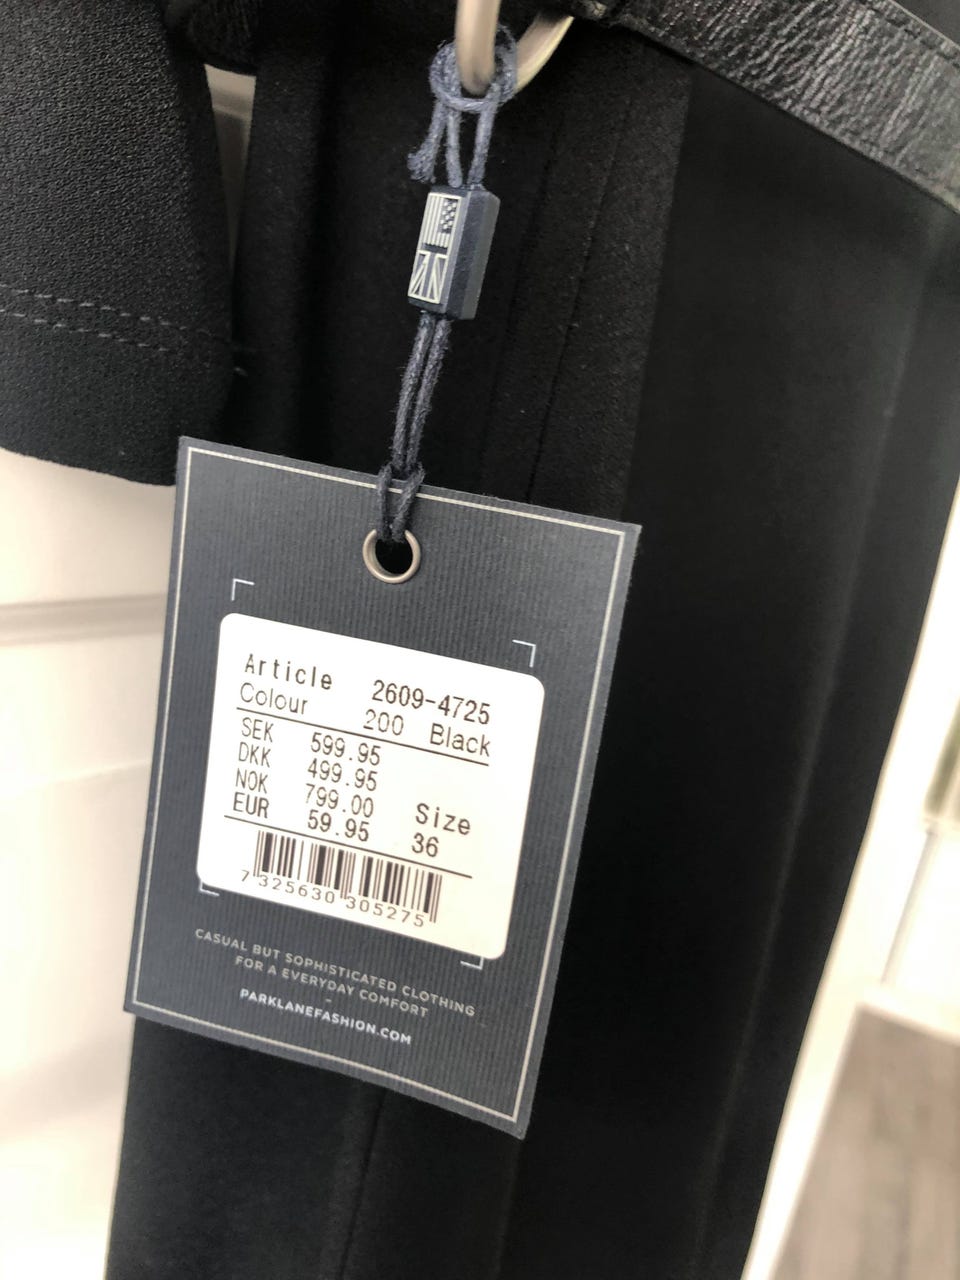 Article 2609-4725
Colour 200 Black
SEK 599.95
DKK 499.95
NOK 799.00 Size
EUR 59.95 36
7 325630 305275
CASUAL BUT SOPHISTICATED CLOTHING
FOR A EVERYDAY COMFORT
-
PARKLANEFASHION.COM